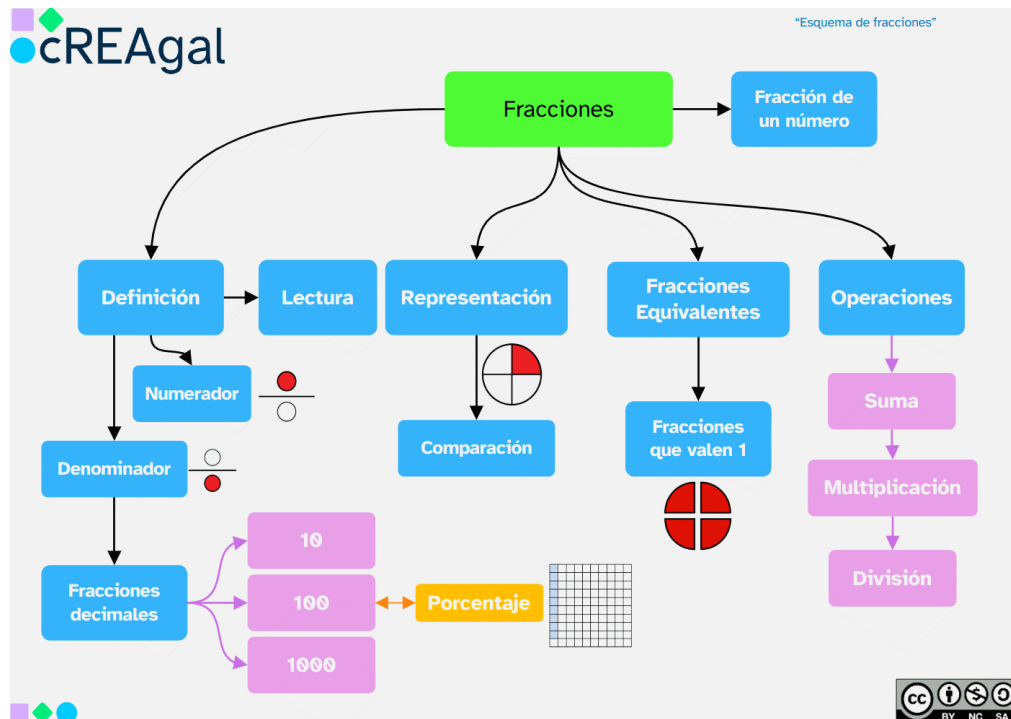 cREAgal
“Esquema de fracciones”
Fracciones
Fracción de
un número
Definición
Lectura
Representación
Fracciones
Equivalentes
Operaciones
Numerador
Suma
Denominador
Comparación
Fracciones
que valen 1
Multiplicación
10
División
Fracciones
decimales
100
Porcentaje
1000
cc
BY NC SA